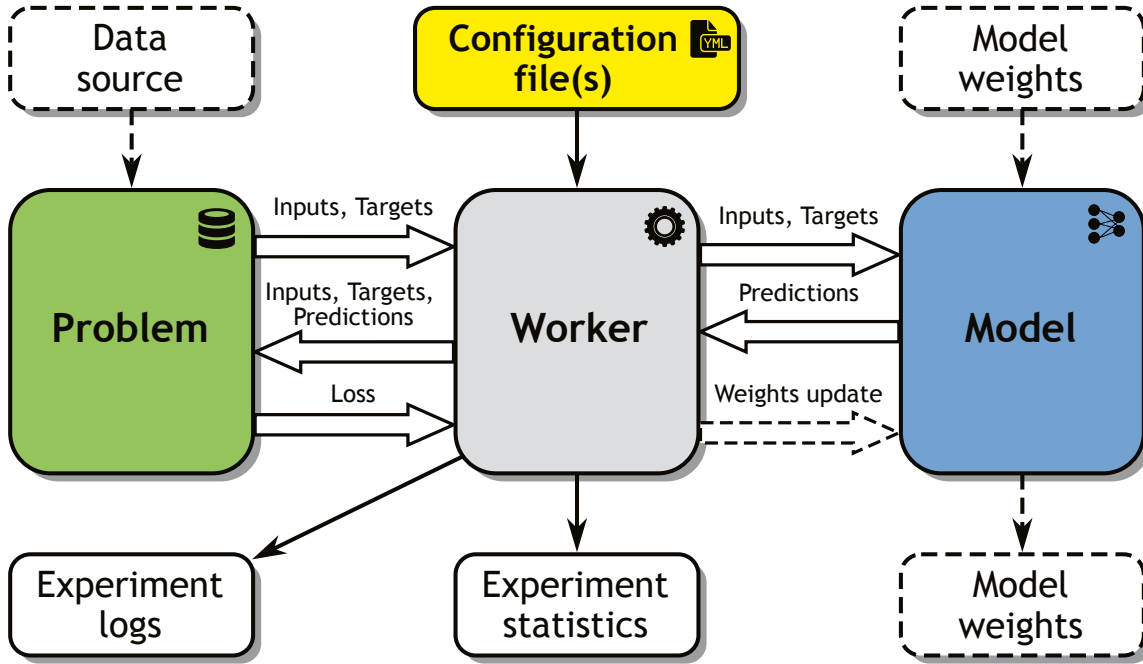 Data
source
Configuration
file(s)
YML
Model
weights
Inputs, Targets
Inputs, Targets
Inputs, Targets,
Predictions
Predictions
Problem
Worker
Model
Loss
Weights update
Experiment
logs
Experiment
statistics
Model
weights